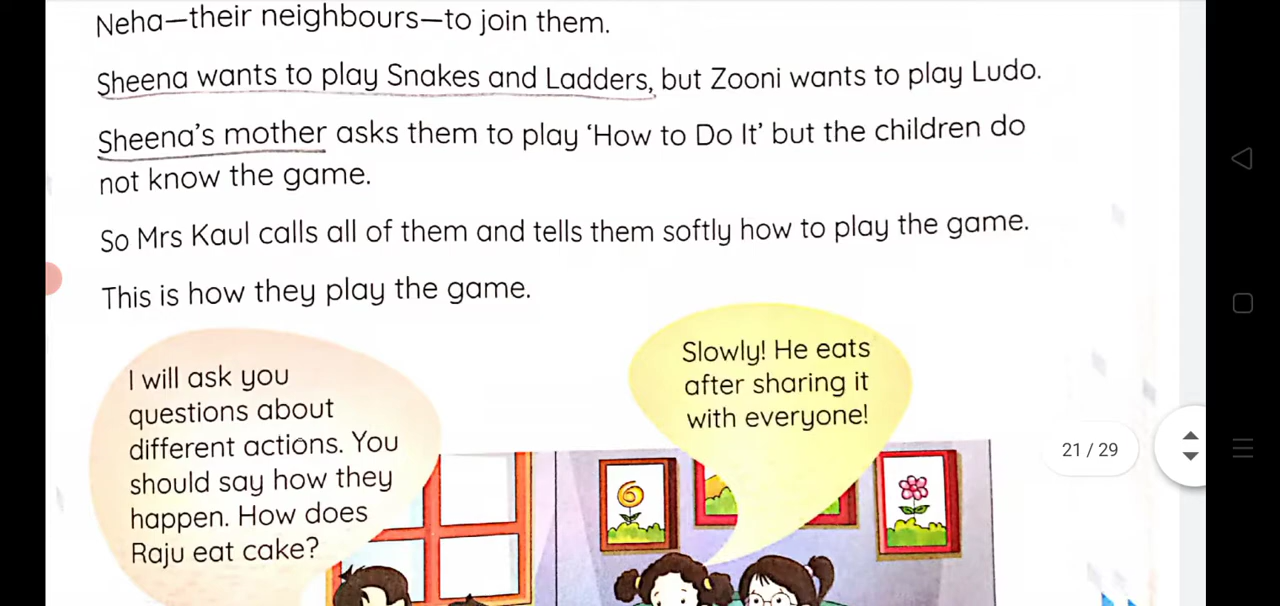 Neha—their neighbours—to join them.
Sheena wants to play Snakes and Ladders, but Zooni wants to play Ludo.
Sheena's mother asks them to play 'How to Do It' but the children do
not know the game.
So Mrs Kaul calls all of them and tells them softly how to play the game.
This is how they play the game.
I will ask you
questions about
different actions. You
should say how they
happen. How does
Raju eat cake?
Slowly! He eats
after sharing it
with everyone!
21 / 29